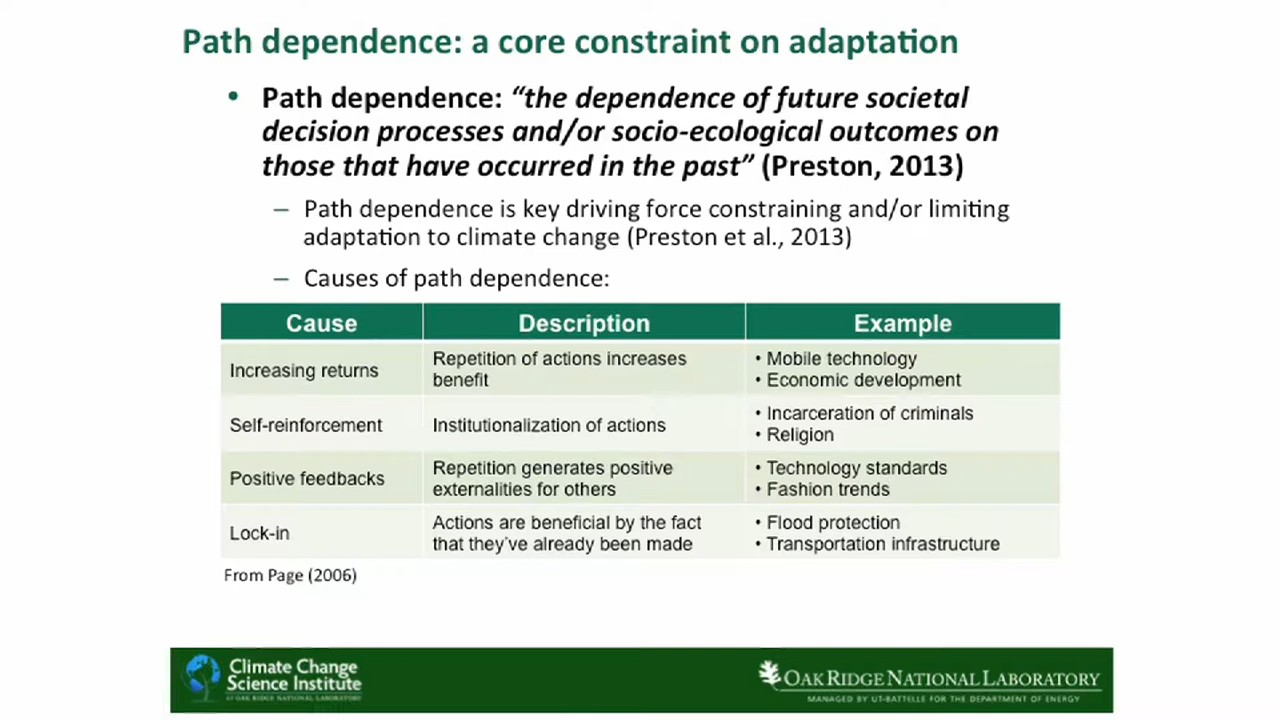 Path dependence: a core constraint on adaptation
• Path dependence: “the dependence of future societal
decision processes and/or socio-ecological outcomes on
those that have occurred in the past” (Preston, 2013)
– Path dependence is key driving force constraining and/or limiting
adaptation to climate change (Preston et al., 2013)
– Causes of path dependence:
Cause Description Example
Increasing returns
Repetition of actions increases
benefit
• Mobile technology
• Economic development
Self-reinforcement
Institutionalization of actions
• Incarceration of criminals
• Religion
Positive feedbacks
Repetition generates positive
externalities for others
• Technology standards
• Fashion trends
Lock-in
Actions are beneficial by the fact
that they’ve already been made
• Flood protection
• Transportation infrastructure
From Page (2006)
Climate Change
Science Institute
AT OAK RIDGE NATIONAL LABORATORY
OAK RIDGE NATIONAL LABORATORY
MANAGED BY UT-BATTELLE FOR THE DEPARTMENT OF ENERGY